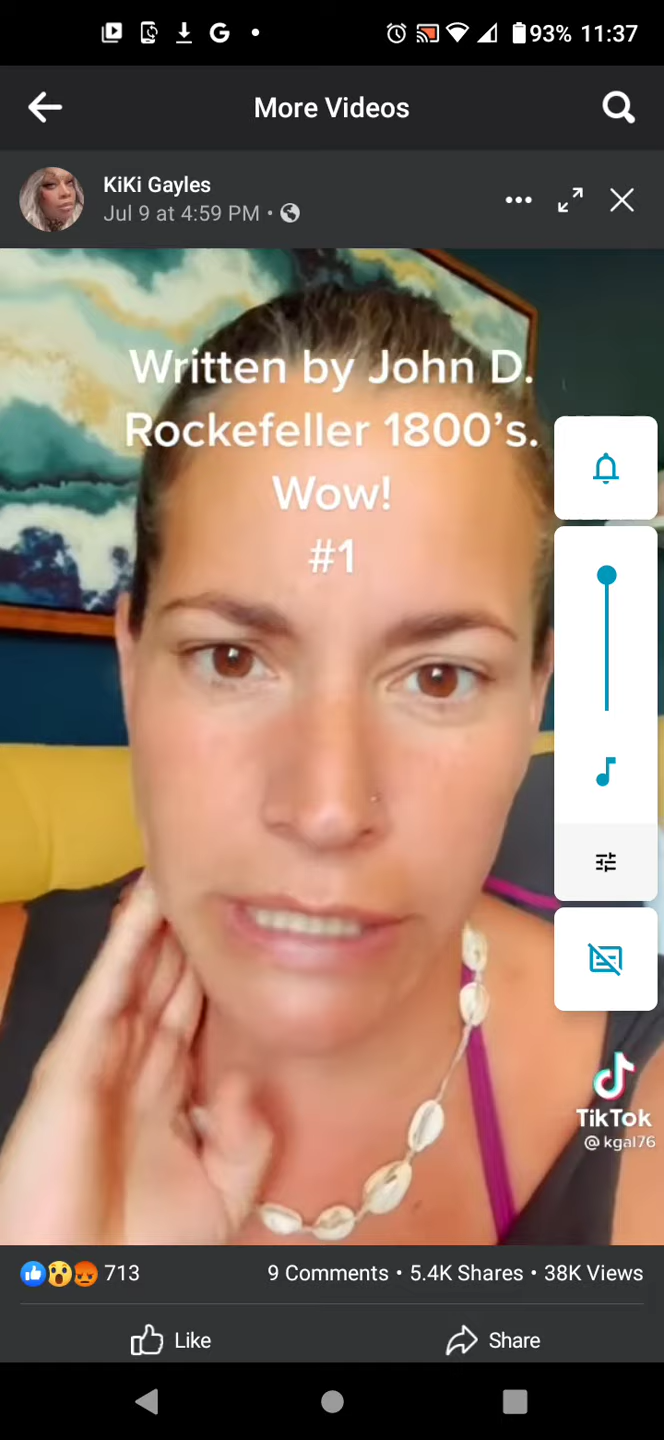 93% 11:37
More Videos
KiKi Gayles
Jul 9 at 4:59 PM •
Written by John D.
Rockefeller 1800's.
Wow!
#1
TikTok
@kgal76
713
9 Comments • 5.4K Shares • 38K Views
Like
Share